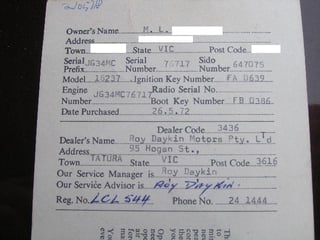 Owner's Name M. L.
Address
Town State VIC Post Code
Serial Prefix JG34MC Serial Number 76717 Sido Number 647075
Model 18237 Ignition Key Number FA 0639
Engine Number JG34MC76717 Radio Serial No.
Boot Key Number FB 0386
Date Purchased 26.5.72
Dealer Code 3436
Dealer's Name Roy Daykin Motors Pty. Ltd
Address 95 Hogan St.,
Town TATURA State VIC Post Code 3616
Our Service Manager is Roy Daykin
Our Service Advisor is ROY DAYKIN.
Reg. No. LCL 544 Phone No. 24 1444